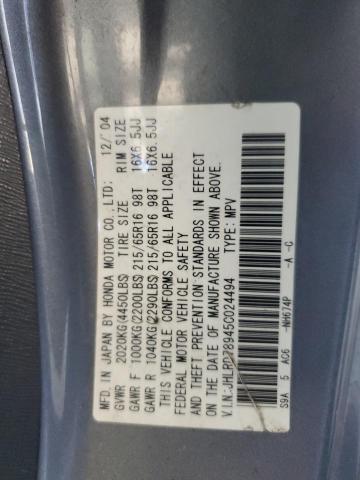 MFD. IN JAPAN BY HONDA MOTOR CO., LTD: 12/'04
GVWR 2020KG(4450LBS) TIRE SIZE RIM SIZE
GAWR F 1000KG(2200LBS) 215/65R16 98T 16X6.5JJ
GAWR R 1040KG(2290LBS) 215/65R16 98T 16X6.5JJ
THIS VEHICLE CONFORMS TO ALL APPLICABLE
FEDERAL MOTOR VEHICLE SAFETY
AND THEFT PREVENTION STANDARDS IN EFFECT
ON THE DATE OF MANUFACTURE SHOWN ABOVE.
V.I.N: JHLRD78945C024494 TYPE: MPV
S9A 5 AC6 -NH674P -A -C